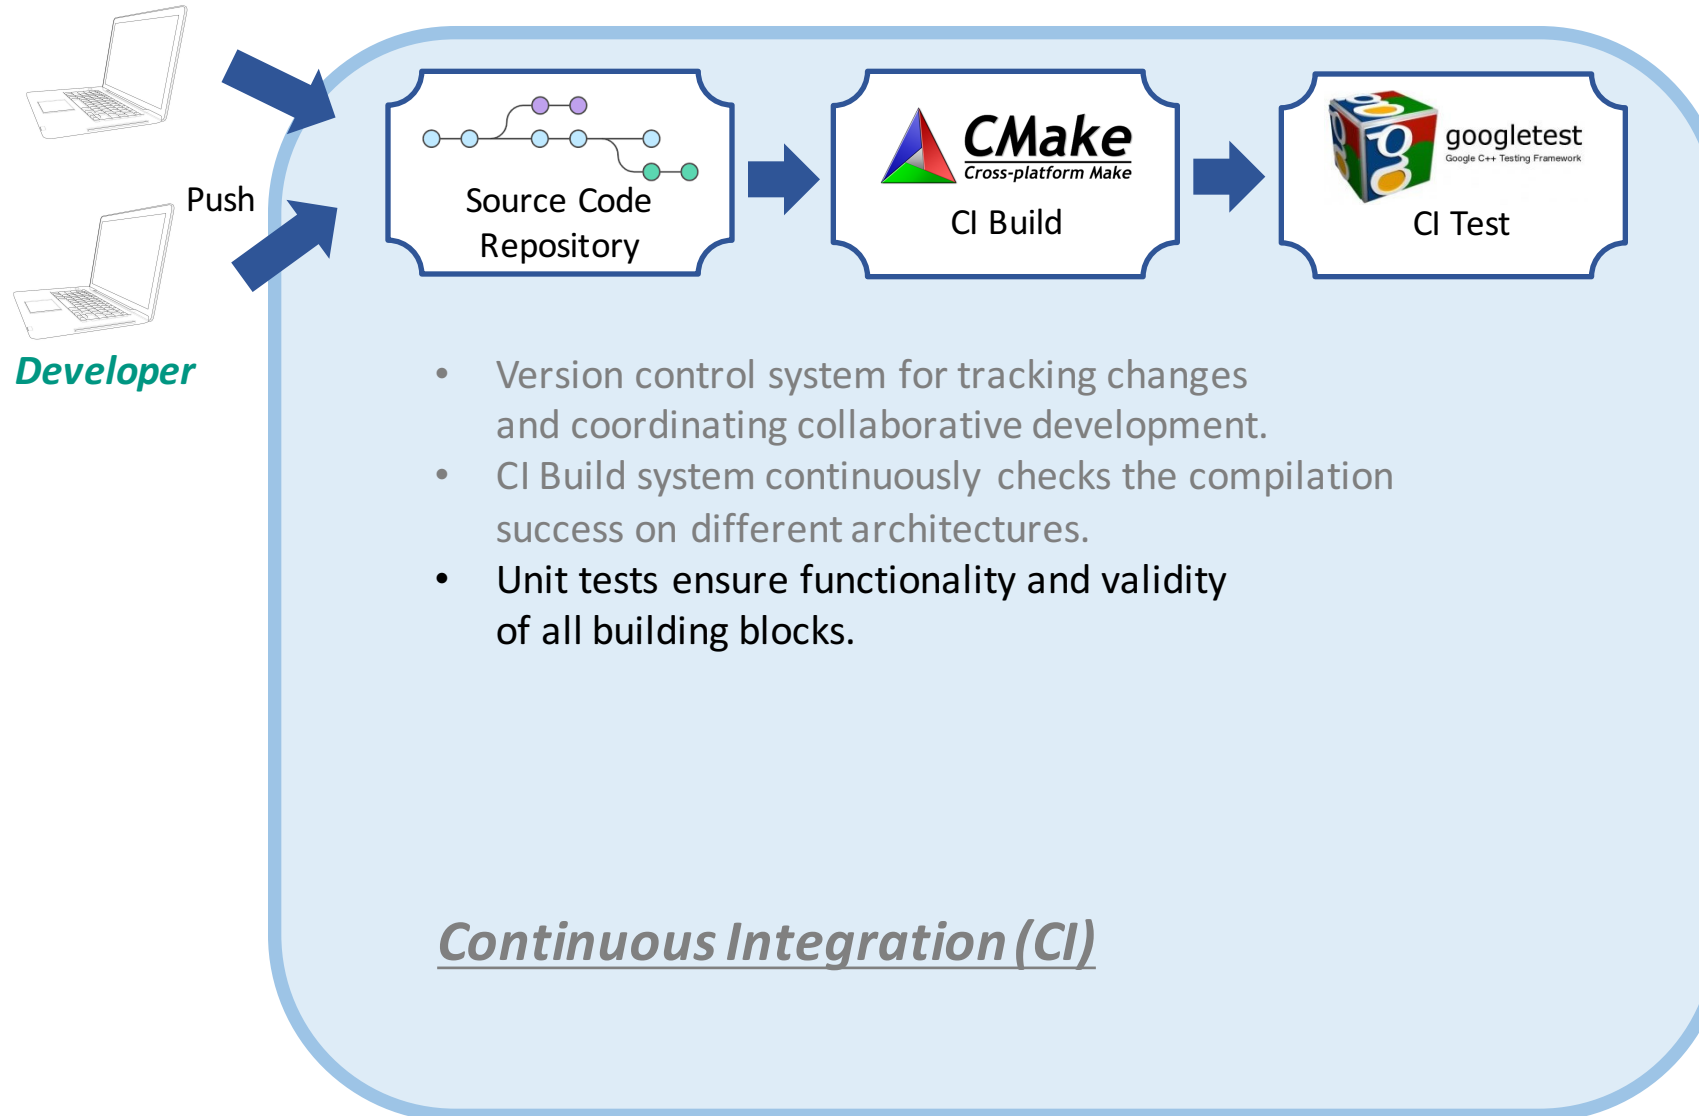 Push
Developer
Source Code
Repository
CMake
Cross-platform Make
CI Build
googletest
Google C++ Testing Framework
CI Test
• Version control system for tracking changes
and coordinating collaborative development.
• CI Build system continuously checks the compilation
success on different architectures.
• Unit tests ensure functionality and validity
of all building blocks.
Continuous Integration (CI)